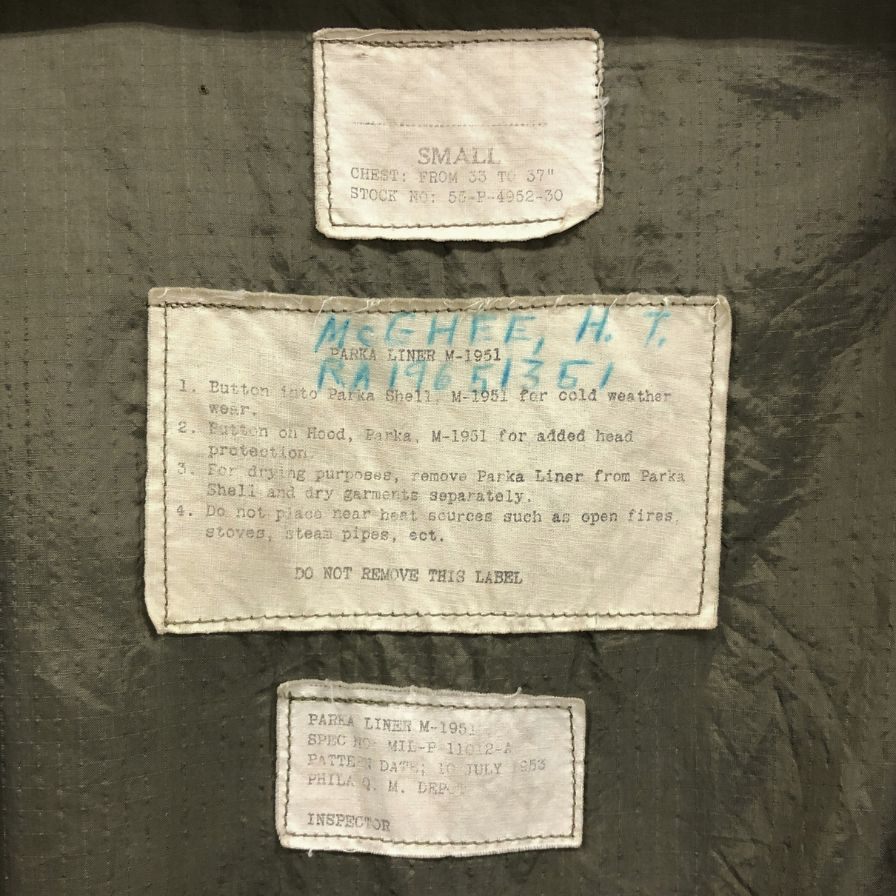 SMALL
CHEST: FROM 33 TO 37"
STOCK NO: 55-P-4952-30
McGHEE, H. T.
PARKA LINER M-1951
RA19651351
1. Button into Parka Shell, M-1951 for cold weather
wear.
2. Button on Hood, Parka, M-1951 for added head
protection.
3. For drying purposes, remove Parka Liner from Parka
Shell and dry garments separately.
4. Do not place near heat sources such as open fires,
stoves, steam pipes, ect.
DO NOT REMOVE THIS LABEL
PARKA LINER M-1951
SPEC NO: MIL-P-11012-A
PATTERN DATE; 10 JULY 1953
PHILA Q. M. DEPOT
INSPECTOR